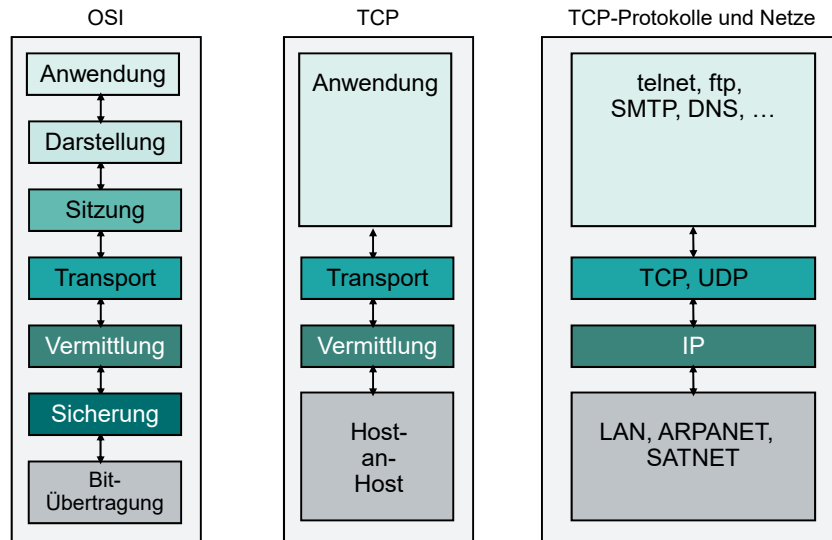 OSI
Anwendung
Darstellung
Sitzung
Transport
Vermittlung
Sicherung
Bit-
Übertragung
TCP
Anwendung
Transport
Vermittlung
Host-
an-
Host
TCP-Protokolle und Netze
telnet, ftp,
SMTP, DNS, …
TCP, UDP
IP
LAN, ARPANET,
SATNET